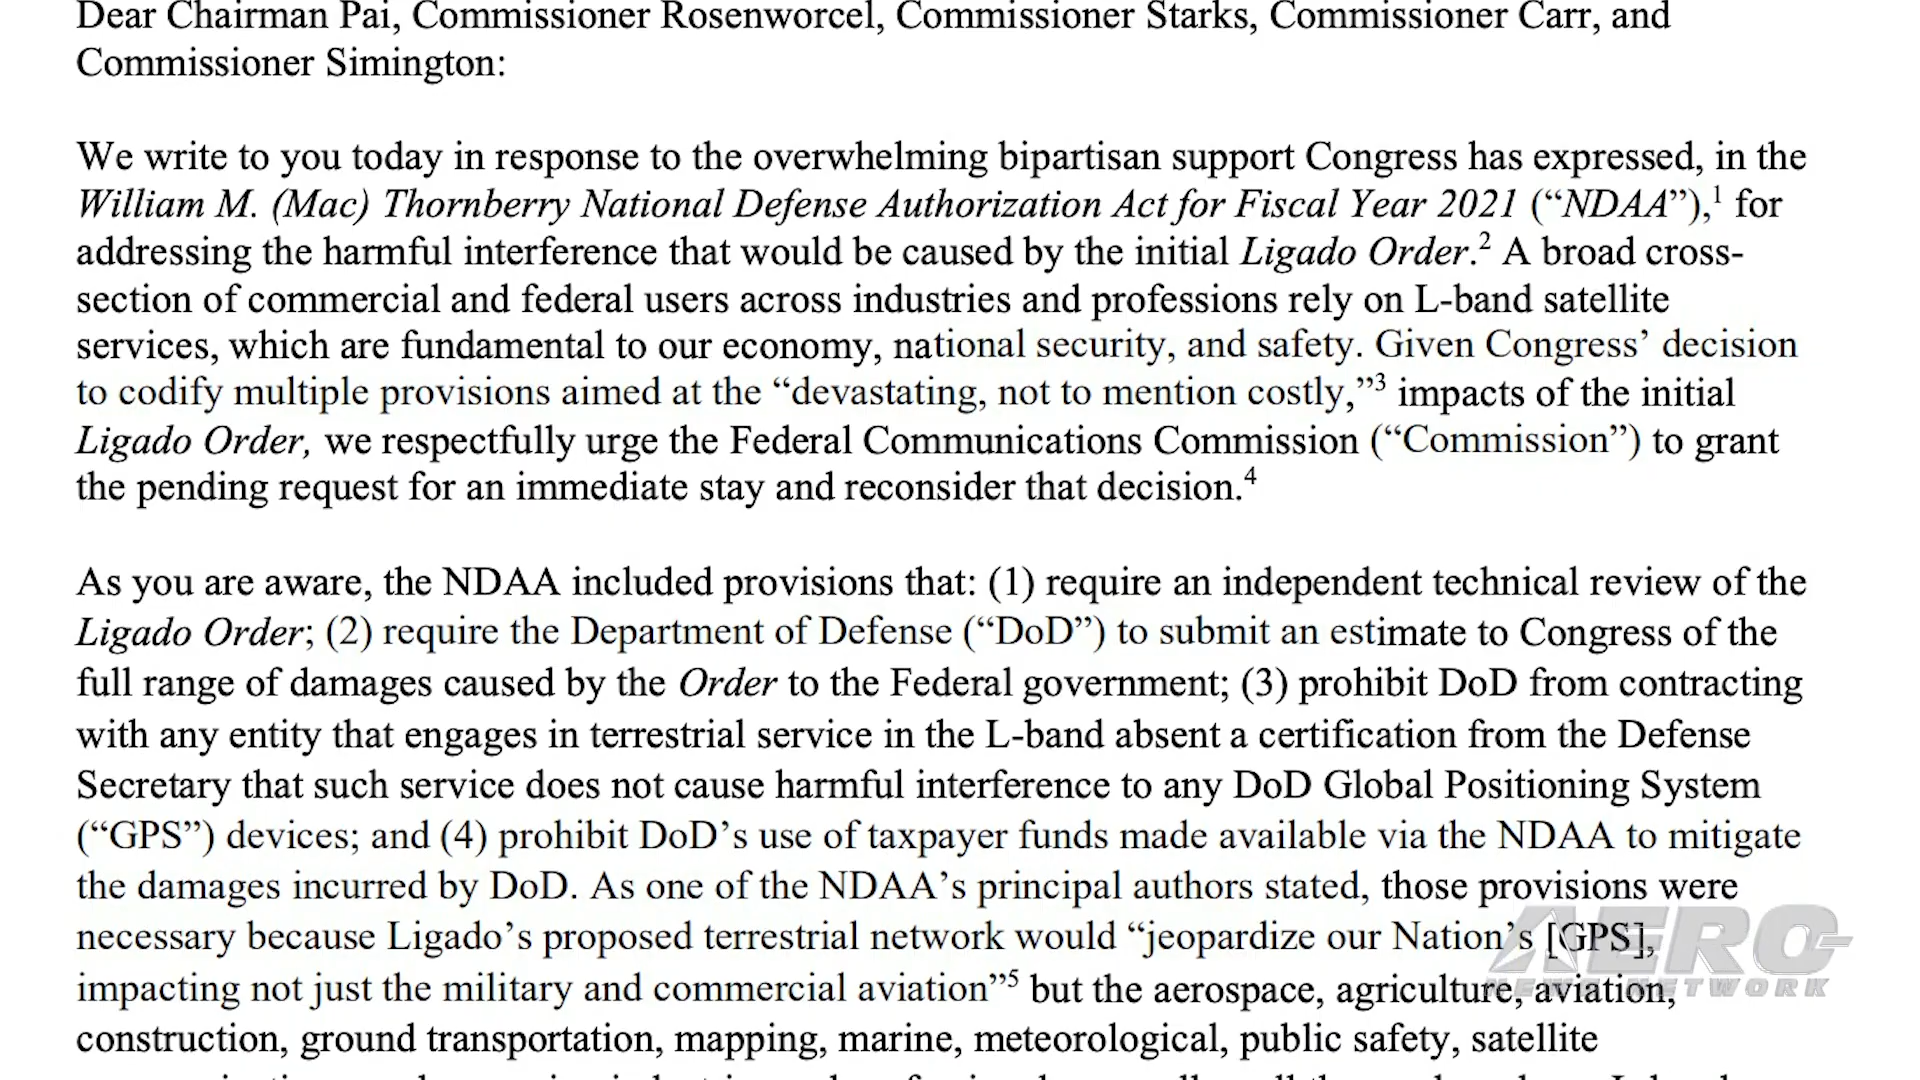 Dear Chairman Pai, Commissioner Rosenworcel, Commissioner Starks, Commissioner Carr, and
Commissioner Simington:
We write to you today in response to the overwhelming bipartisan support Congress has expressed, in the
William M. (Mac) Thornberry National Defense Authorization Act for Fiscal Year 2021 (“NDAA”),1 for
addressing the harmful interference that would be caused by the initial Ligado Order.2 A broad cross-
section of commercial and federal users across industries and professions rely on L-band satellite
services, which are fundamental to our economy, national security, and safety. Given Congress’ decision
to codify multiple provisions aimed at the “devastating, not to mention costly,”3 impacts of the initial
Ligado Order, we respectfully urge the Federal Communications Commission (“Commission”) to grant
the pending request for an immediate stay and reconsider that decision.4
As you are aware, the NDAA included provisions that: (1) require an independent technical review of the
Ligado Order; (2) require the Department of Defense (“DoD”) to submit an estimate to Congress of the
full range of damages caused by the Order to the Federal government; (3) prohibit DoD from contracting
with any entity that engages in terrestrial service in the L-band absent a certification from the Defense
Secretary that such service does not cause harmful interference to any DoD Global Positioning System
(“GPS”) devices; and (4) prohibit DoD’s use of taxpayer funds made available via the NDAA to mitigate
the damages incurred by DoD. As one of the NDAA’s principal authors stated, those provisions were
necessary because Ligado’s proposed terrestrial network would “jeopardize our Nation’s [GPS],
impacting not just the military and commercial aviation”5 but the aerospace, agriculture, aviation,
construction, ground transportation, mapping, marine, meteorological, public safety, satellite
AERO
NEWS NETWORK